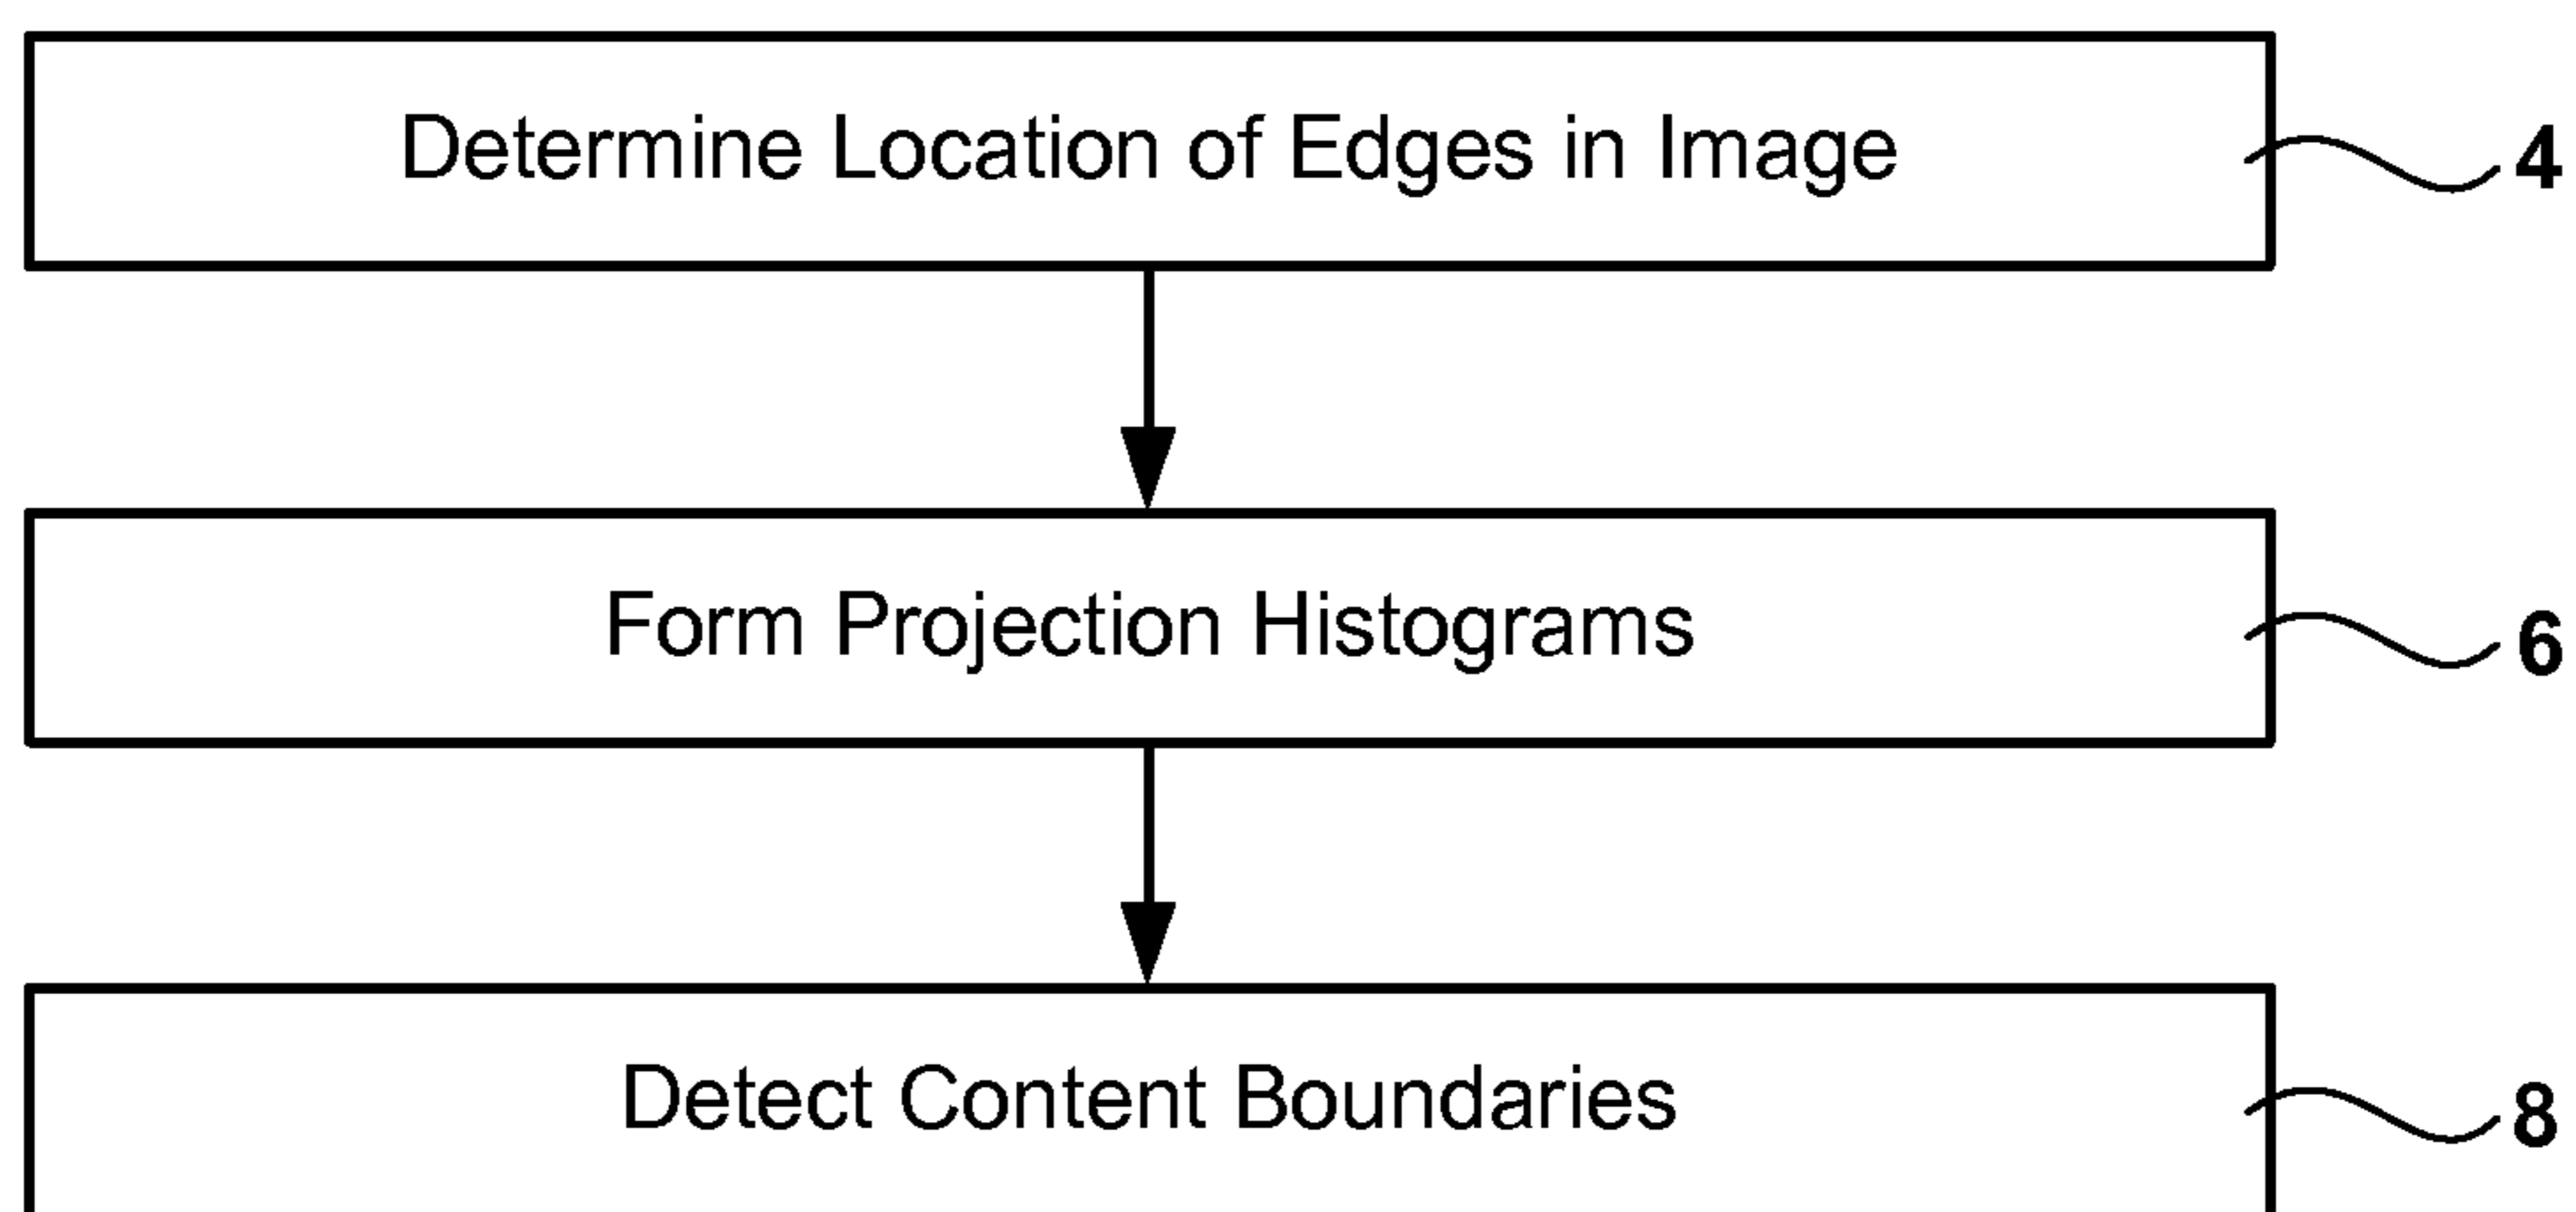 Determine Location of Edges in Image
4
Form Projection Histograms
6
Detect Content Boundaries
8